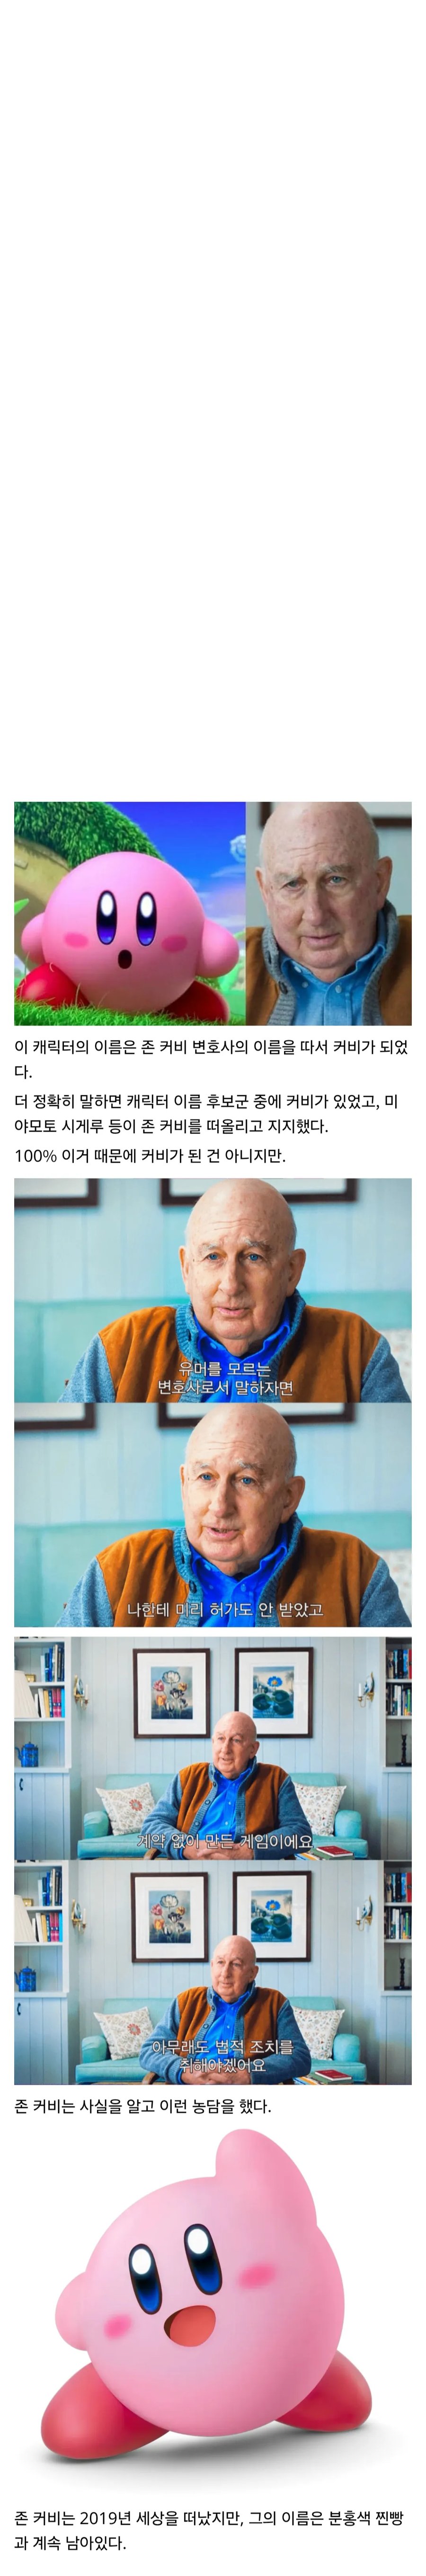 이 캐릭터의 이름은 존 커비 변호사의 이름을 따서 커비가 되었
다.
더 정확히 말하면 캐릭터 이름 후보군 중에 커비가 있었고, 미
야모토 시게루 등이 존 커비를 떠올리고 지지했다.
100% 이거 때문에 커비가 된 건 아니지만.
유머를 모르는
변호사로서 말하자면
나한테 미리 허가도 안 받았고
계약 없이 만든 게임이에요
아무래도 법적 조치를
취해야겠어요
존 커비는 사실을 알고 이런 농담을 했다.
존 커비는 2019년 세상을 떠났지만, 그의 이름은 분홍색 찐빵
과 계속 남아있다.